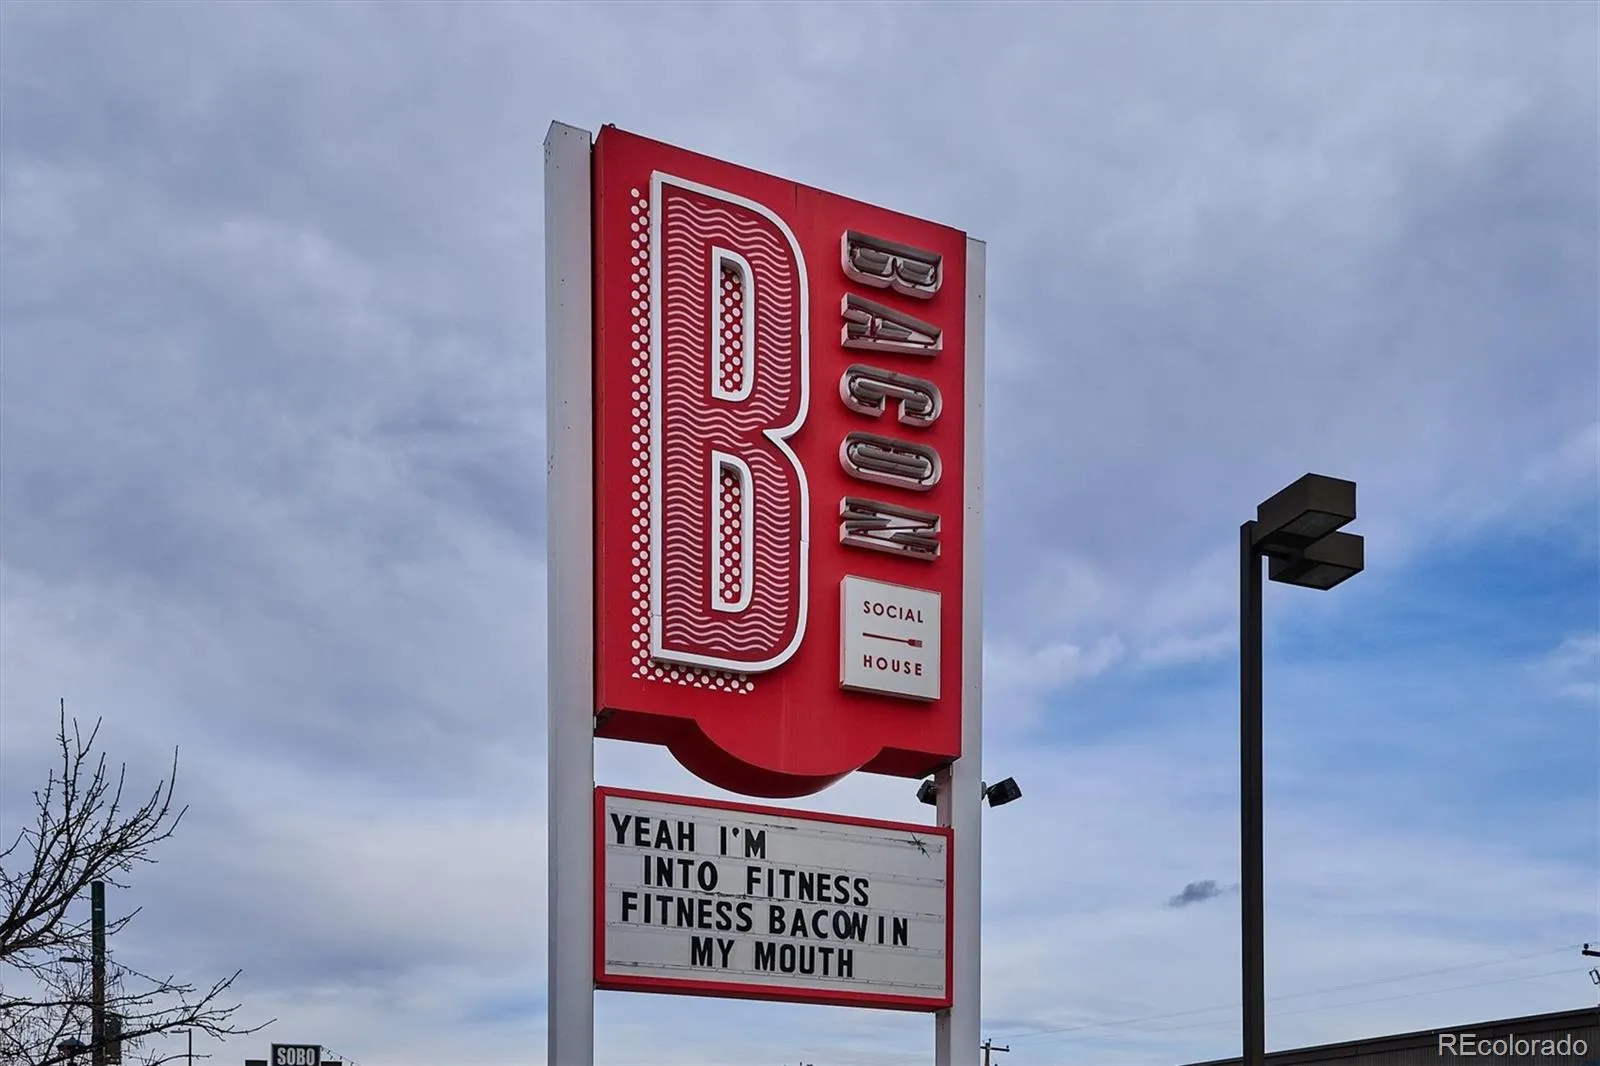 B
BACON
SOCIAL
HOUSE
YEAH I'M
INTO FITNESS
FITNESS BACON IN
MY MOUTH
SOBO
REcolorado